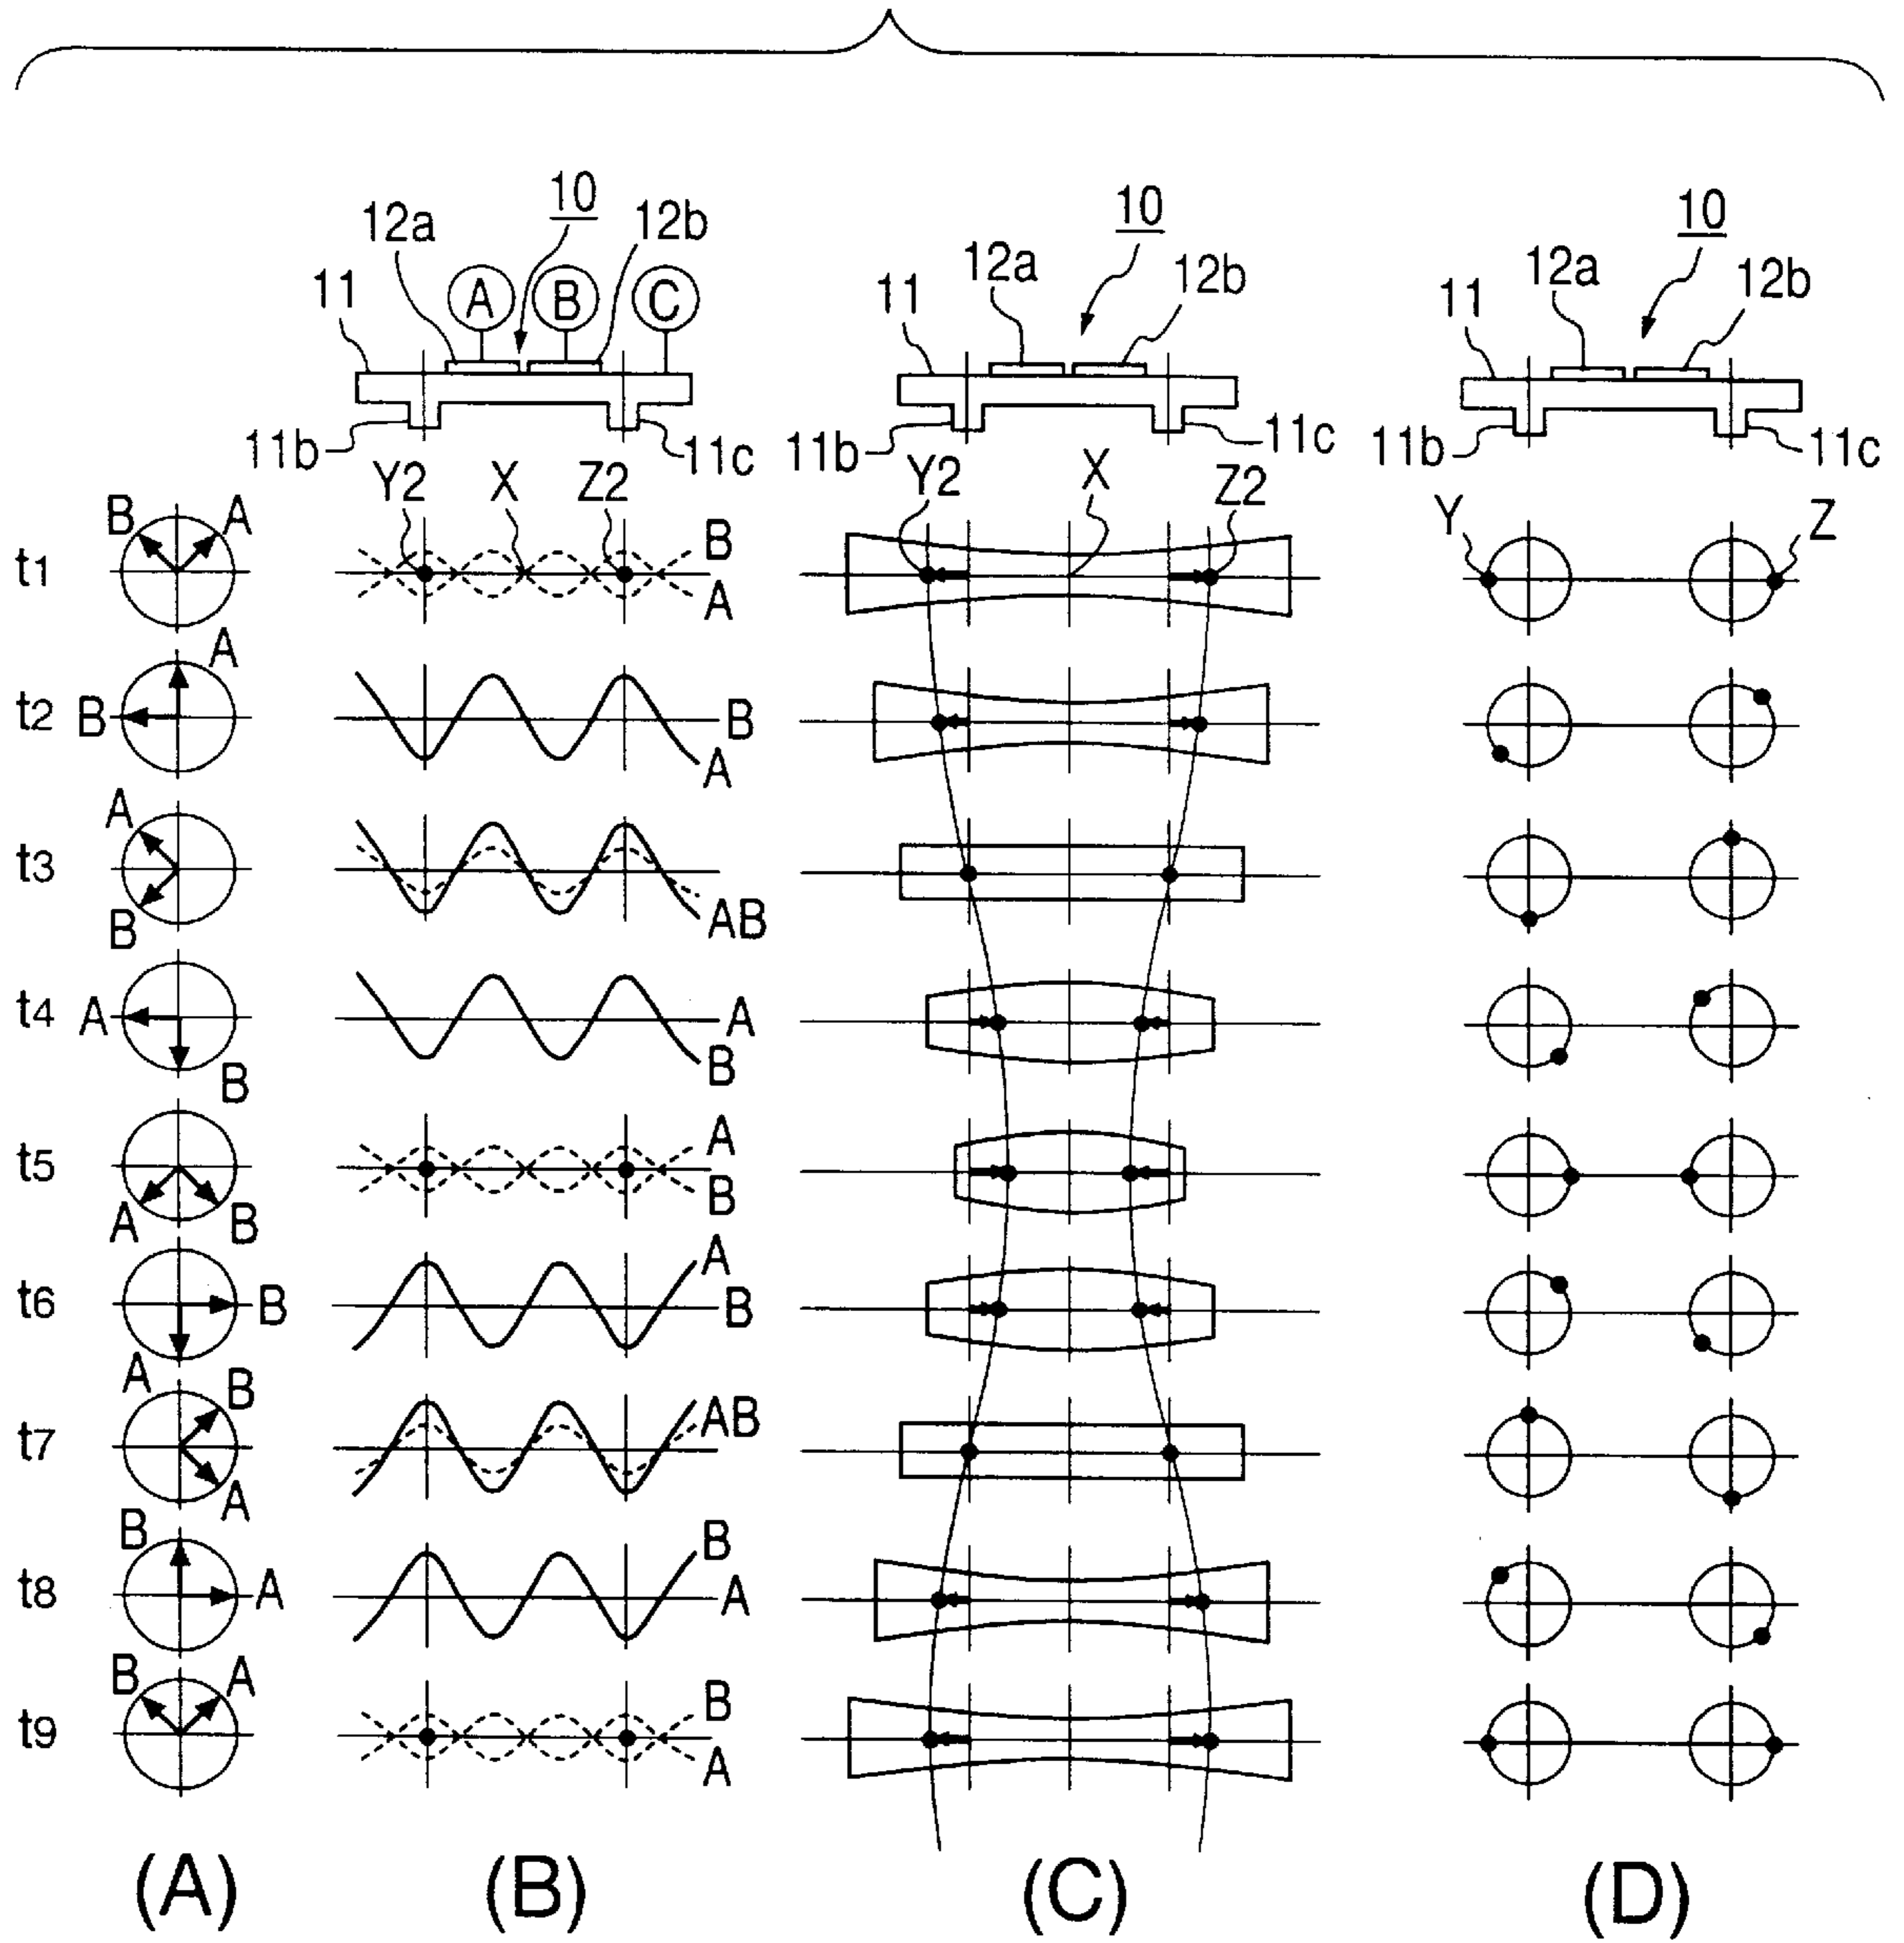 10 12a 12b 11 A B C 11b 11c
10 12a 12b 11 11b 11c
10 12a 12b 11 11b 11c
Y2 X Z2 Y2 X Z2 Y Z
t1 B A B A
t2 A B B A
t3 A B AB
t4 A B A B
t5 A B A B
t6 B A A B
t7 B A AB
t8 B A B A
t9 B A B A
(A) (B) (C) (D)